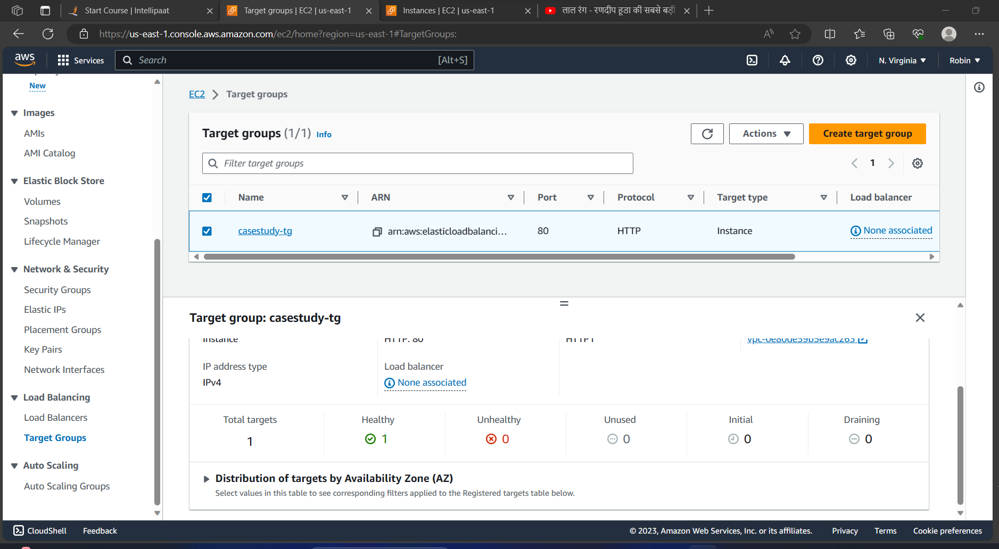 Start Course | Intellipaat
Target groups | EC2 | us-east-1
Instances | EC2 | us-east-1
लाल रंग - रणदीप हूडा की सबसे बड़ी
https://us-east-1.console.aws.amazon.com/ec2/home?region=us-east-1#TargetGroups:
aws
Services
Search
[Alt+S]
N. Virginia
Robin
New
Images
AMIs
AMI Catalog
Elastic Block Store
Volumes
Snapshots
Lifecycle Manager
Network & Security
Security Groups
Elastic IPs
Placement Groups
Key Pairs
Network Interfaces
Load Balancing
Load Balancers
Target Groups
Auto Scaling
Auto Scaling Groups
EC2 > Target groups
Target groups (1/1) Info
Actions
Create target group
Filter target groups
1
Name ARN Port Protocol Target type Load balancer
casestudy-tg arn:aws:elasticloadbalanci... 80 HTTP Instance None associated
Target group: casestudy-tg
Instance HTTP: 80 HTTP1 vpc-0e80de59b5e9ac263
IP address type
IPv4
Load balancer
None associated
Total targets
1
Healthy
1
Unhealthy
0
Unused
0
Initial
0
Draining
0
Distribution of targets by Availability Zone (AZ)
Select values in this table to see corresponding filters applied to the Registered targets table below.
CloudShell Feedback © 2023, Amazon Web Services, Inc. or its affiliates. Privacy Terms Cookie preferences